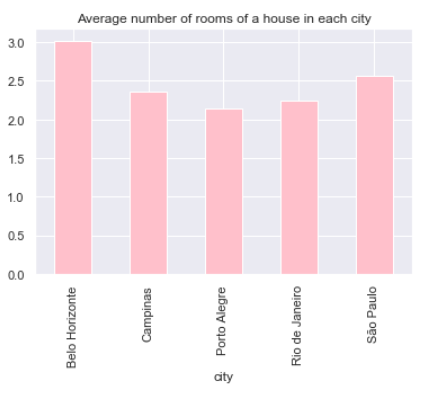 Average number of rooms of a house in each city
3.0
2.5
2.0
1.5
1.0
0.5
0.0
Belo Horizonte
Campinas
Porto Alegre
Rio de Janeiro
São Paulo
city